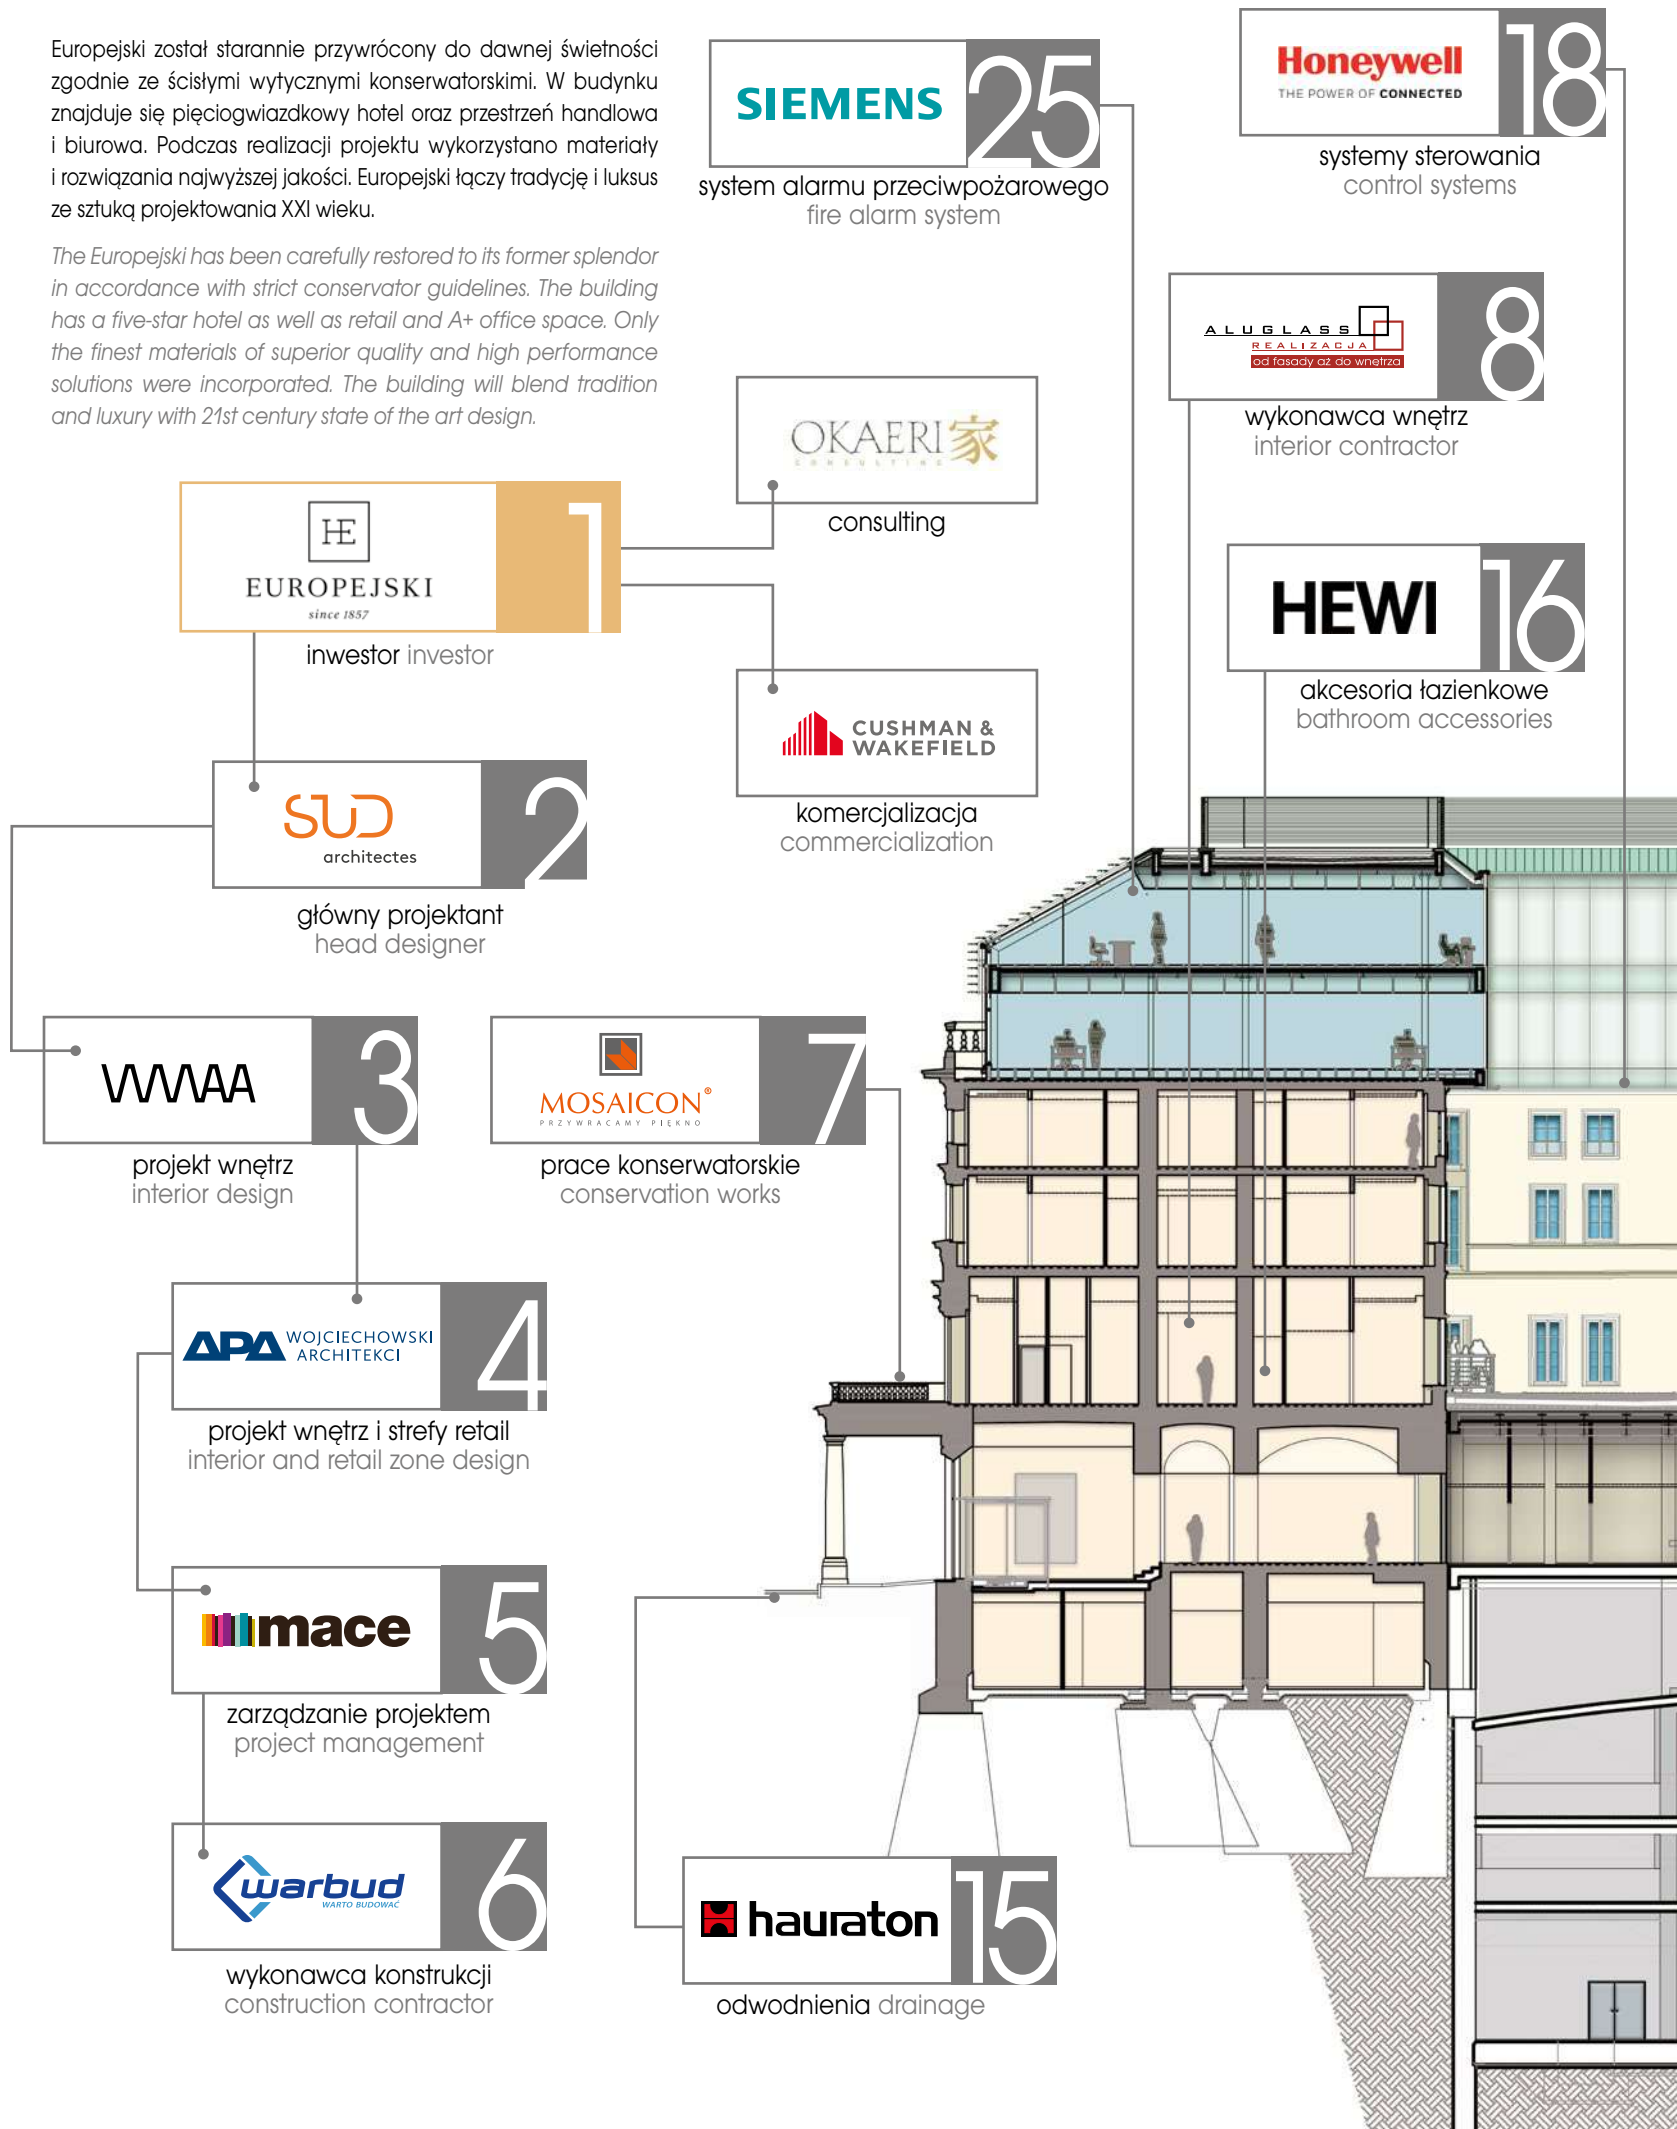 Europejski został starannie przywrócony do dawnej świetności
zgodnie ze ścisłymi wytycznymi konserwatorskimi. W budynku
znajduje się pięciogwiazdkowy hotel oraz przestrzeń handlowa
i biurowa. Podczas realizacji projektu wykorzystano materiały
i rozwiązania najwyższej jakości. Europejski łączy tradycję i luksus
ze sztuką projektowania XXI wieku.
The Europejski has been carefully restored to its former splendor
in accordance with strict conservator guidelines. The building
has a five-star hotel as well as retail and A+ office space. Only
the finest materials of superior quality and high performance
solutions were incorporated. The building will blend tradition
and luxury with 21st century state of the art design.
SIEMENS
25
system alarmu przeciwpożarowego
fire alarm system
Honeywell
THE POWER OF CONNECTED
18
systemy sterowania
control systems
ALUGLASS
REALIZACJA
od fasady aż do wnętrza
8
wykonawca wnętrz
interior contractor
OKAERI 家
CONSULTING
consulting
HE
EUROPEJSKI
since 1857
1
inwestor investor
HEWI
16
akcesoria łazienkowe
bathroom accessories
CUSHMAN &
WAKEFIELD
komercjalizacja
commercialization
SUD
architectes
2
główny projektant
head designer
WWAA
3
projekt wnętrz
interior design
MOSAICON®
PRZYWRACAMY PIĘKNO
7
prace konserwatorskie
conservation works
APA WOJCIECHOWSKI
ARCHITEKCI
4
projekt wnętrz i strefy retail
interior and retail zone design
mace
5
zarządzanie projektem
project management
warbud
WARTO BUDOWAĆ
6
wykonawca konstrukcji
construction contractor
hauraton
15
odwodnienia drainage